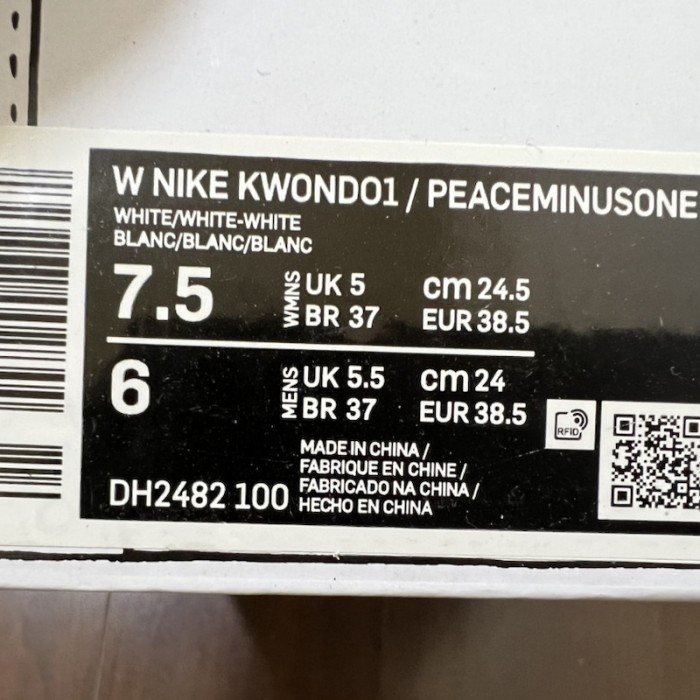 W NIKE KWONDO1 / PEACEMINUSONE
WHITE/WHITE-WHITE
BLANC/BLANC/BLANC
7.5 WMNS UK 5 cm 24.5
BR 37 EUR 38.5
6 MENS UK 5.5 cm 24
BR 37 EUR 38.5
RFID
MADE IN CHINA /
FABRIQUE EN CHINE /
DH2482 100 FABRICADO NA CHINA /
HECHO EN CHINA